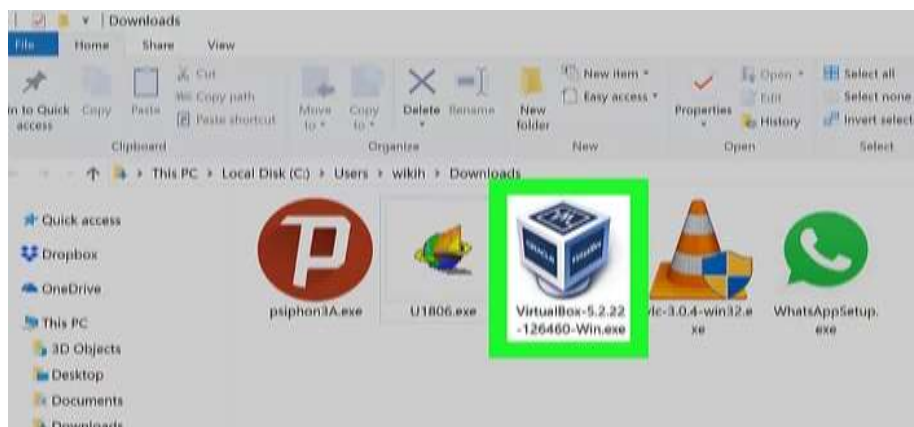 Downloads
File Home Share View
Cut
Copy path
Paste shortcut
n to Quick
access
Copy
Paste
Move
to
Copy
to
Delete
Rename
New
folder
New item
Easy access
Properties
Open
Edit
History
Select all
Select none
Invert select
Clipboard
Organize
New
Open
Select
This PC Local Disk (C:) Users wikih Downloads
Quick access
Dropbox
OneDrive
This PC
3D Objects
Desktop
Documents
Downloads
psiphon3A.exe
U1806.exe
ORACLE
VirtualBox
VirtualBox-5.2.22
-126460-Win.exe
vlc-3.0.4-win32.e
xe
WhatsAppSetup.
exe